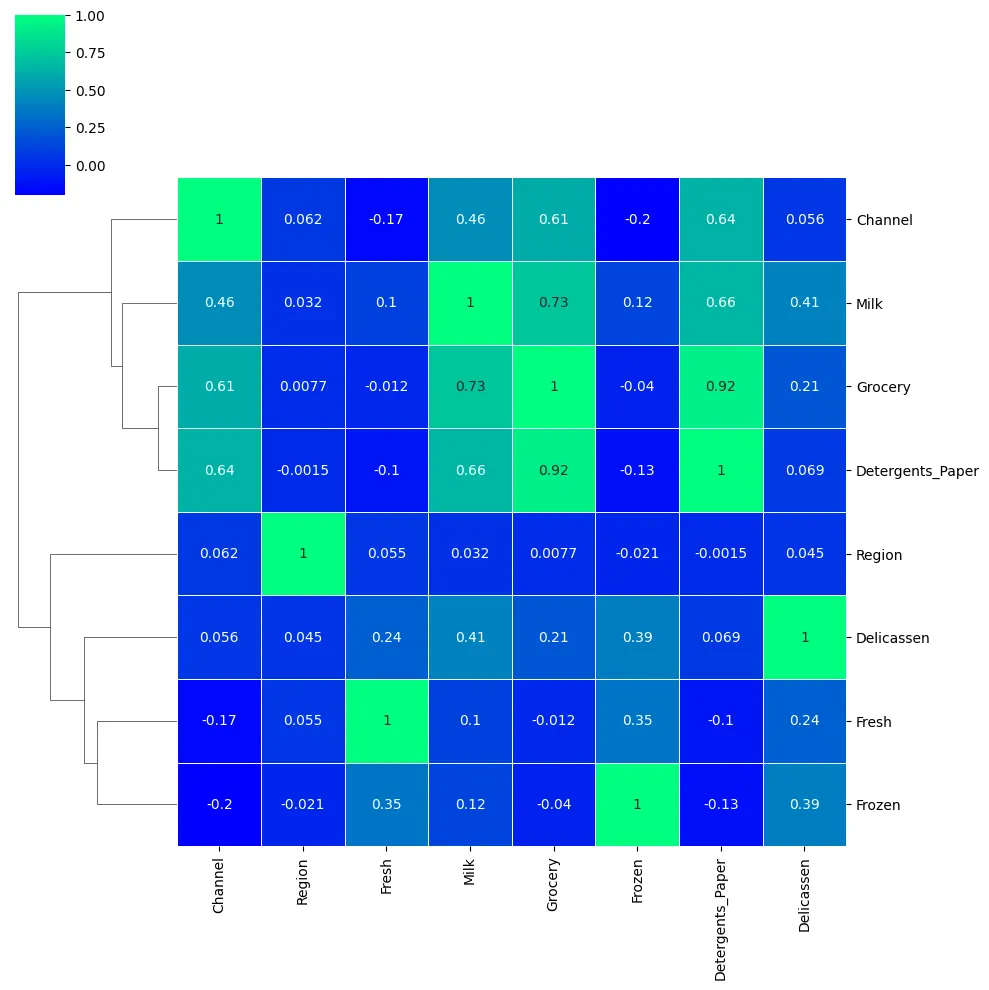 1.00
0.75
0.50
0.25
0.00
1 0.062 -0.17 0.46 0.61 -0.2 0.64 0.056 Channel
0.46 0.032 0.1 1 0.73 0.12 0.66 0.41 Milk
0.61 0.0077 -0.012 0.73 1 -0.04 0.92 0.21 Grocery
0.64 -0.0015 -0.1 0.66 0.92 -0.13 1 0.069 Detergents_Paper
0.062 1 0.055 0.032 0.0077 -0.021 -0.0015 0.045 Region
0.056 0.045 0.24 0.41 0.21 0.39 0.069 1 Delicassen
-0.17 0.055 1 0.1 -0.012 0.35 -0.1 0.24 Fresh
-0.2 -0.021 0.35 0.12 -0.04 1 -0.13 0.39 Frozen
Channel
Region
Fresh
Milk
Grocery
Frozen
Detergents_Paper
Delicassen